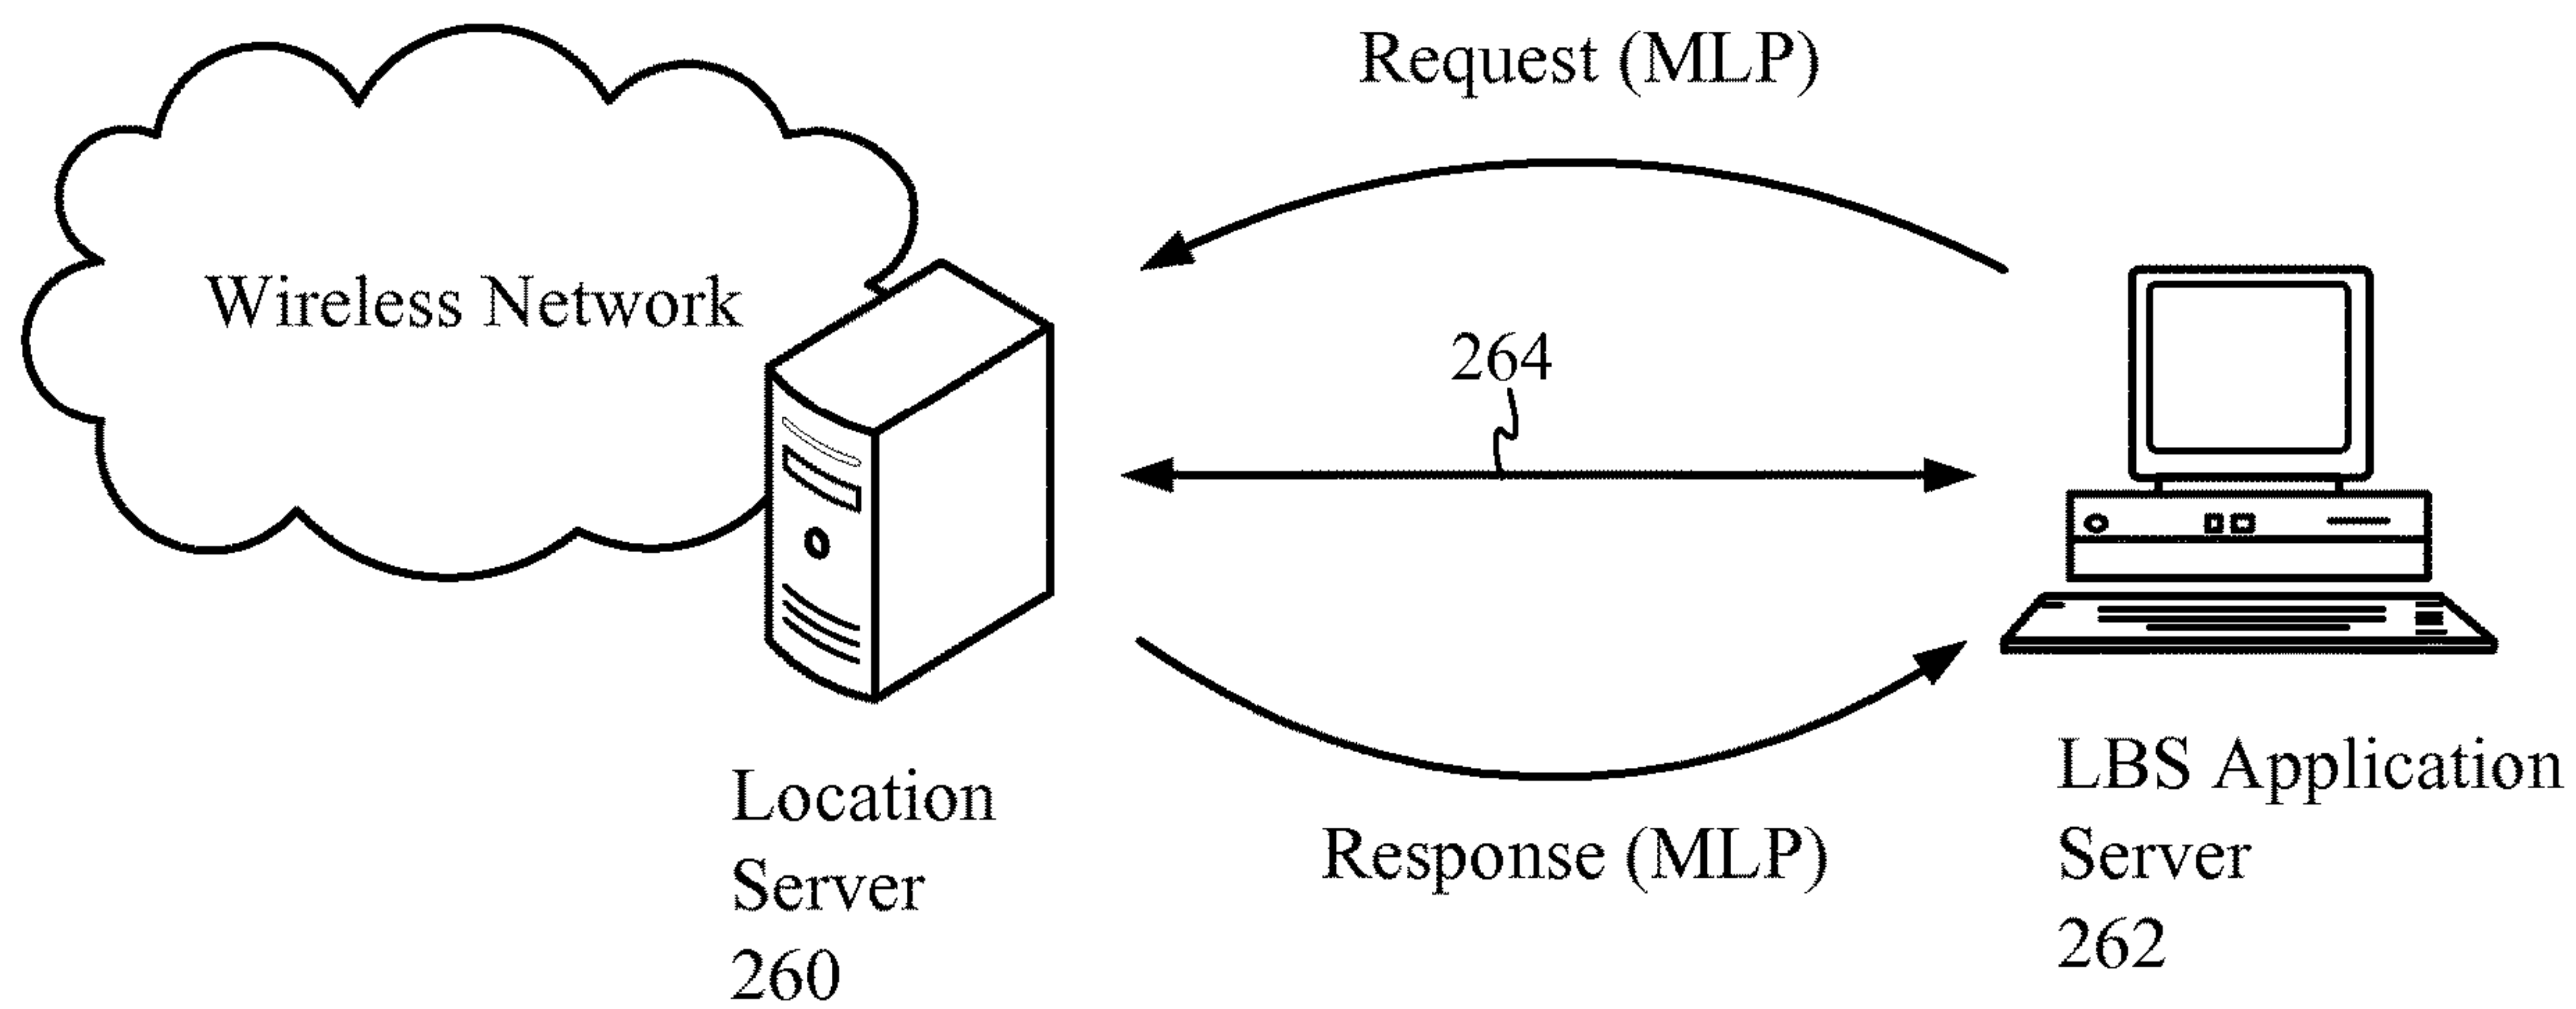 Request (MLP)
Wireless Network
264
Location
Server
260
Response (MLP)
LBS Application
Server
262